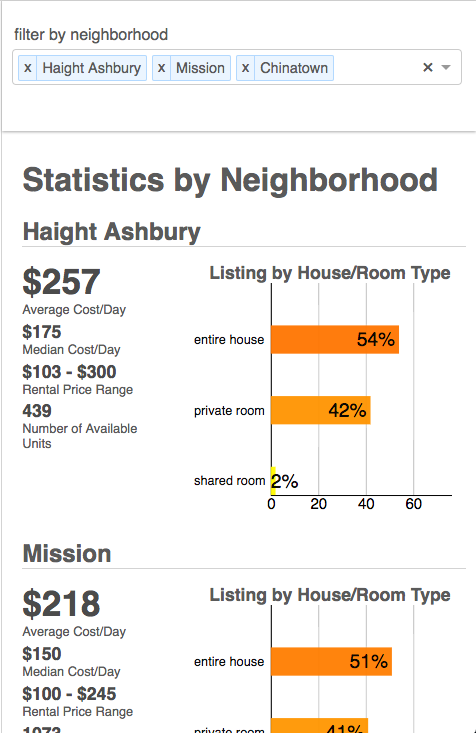 filter by neighborhood
x Haight Ashbury x Mission x Chinatown ×
Statistics by Neighborhood
Haight Ashbury
$257
Average Cost/Day
$175
Median Cost/Day
$103 - $300
Rental Price Range
439
Number of Available
Units
Listing by House/Room Type
entire house 54%
private room 42%
shared room 2%
0 20 40 60
Mission
$218
Average Cost/Day
$150
Median Cost/Day
$100 - $245
Rental Price Range
1073
Listing by House/Room Type
entire house 51%
private room 41%